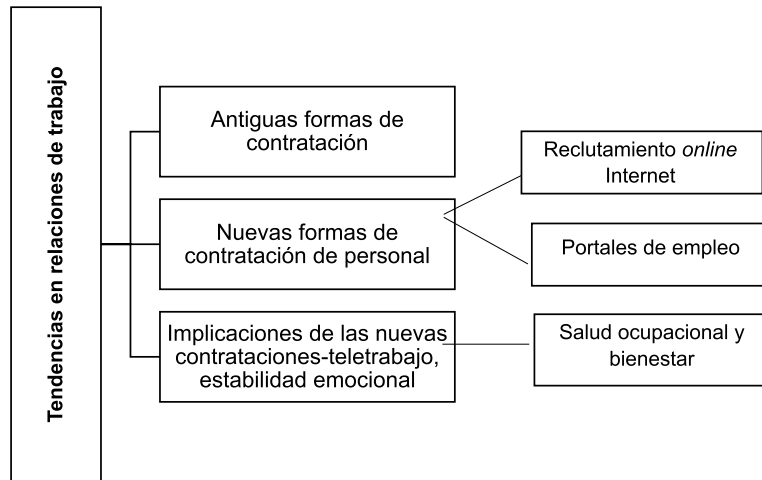 Tendencias en relaciones de trabajo
Antiguas formas de
contratación
Nuevas formas de
contratación de personal
Implicaciones de las nuevas
contrataciones-teletrabajo,
estabilidad emocional
Reclutamiento online
Internet
Portales de empleo
Salud ocupacional y
bienestar